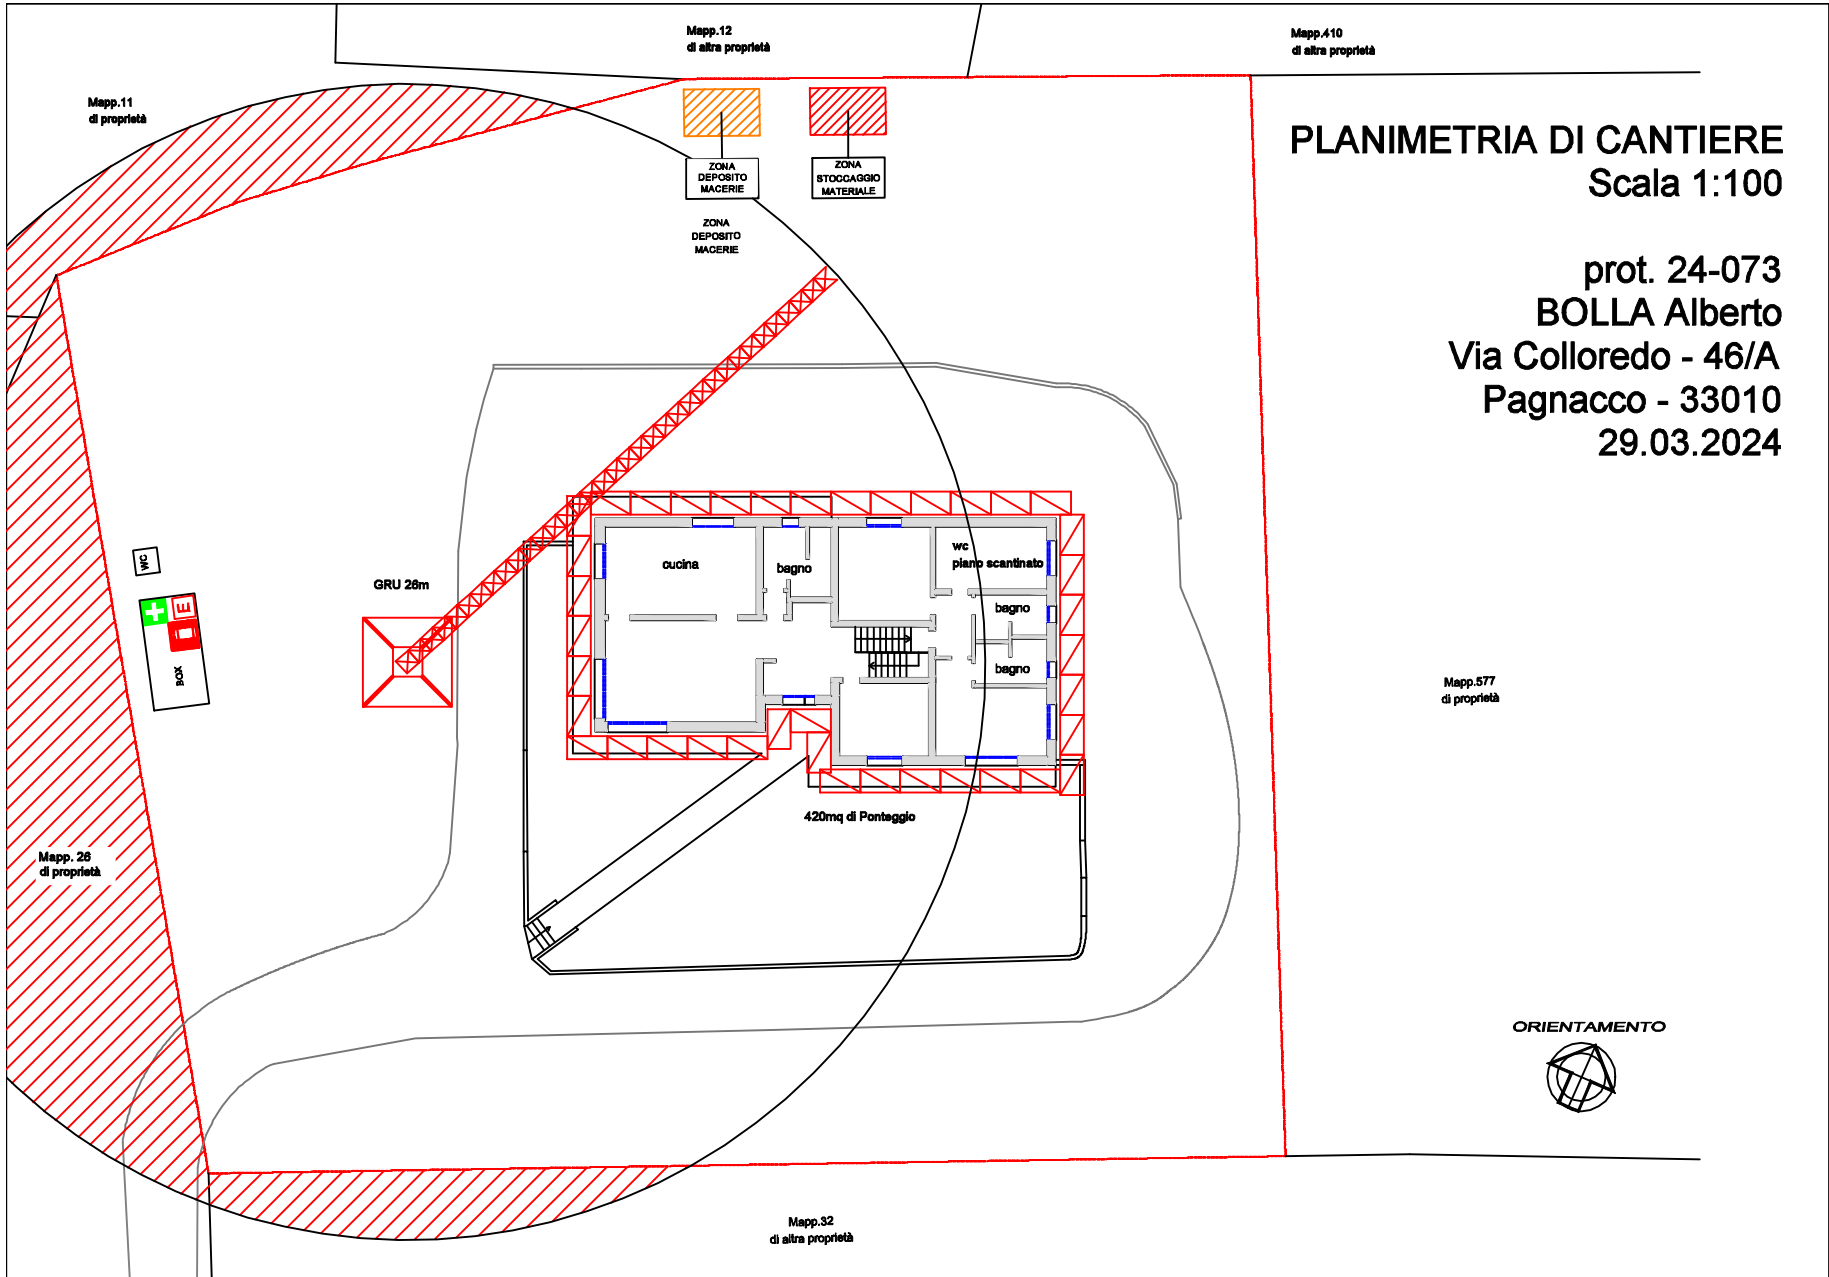 Mapp.12
di altra proprietà
Mapp.410
di altra proprietà
Mapp.11
di proprietà
PLANIMETRIA DI CANTIERE
Scala 1:100
prot. 24-073
BOLLA Alberto
Via Colloredo - 46/A
Pagnacco - 33010
29.03.2024
ZONA
DEPOSITO
MACERIE
ZONA
STOCCAGGIO
MATERIALE
ZONA
DEPOSITO
MACERIE
WC
GRU 26m
E
BOX
cucina
bagno
wc
piano scantinato
bagno
bagno
Mapp.577
di proprietà
420mq di Ponteggio
Mapp. 26
di proprietà
ORIENTAMENTO
Mapp.32
di altra proprietà